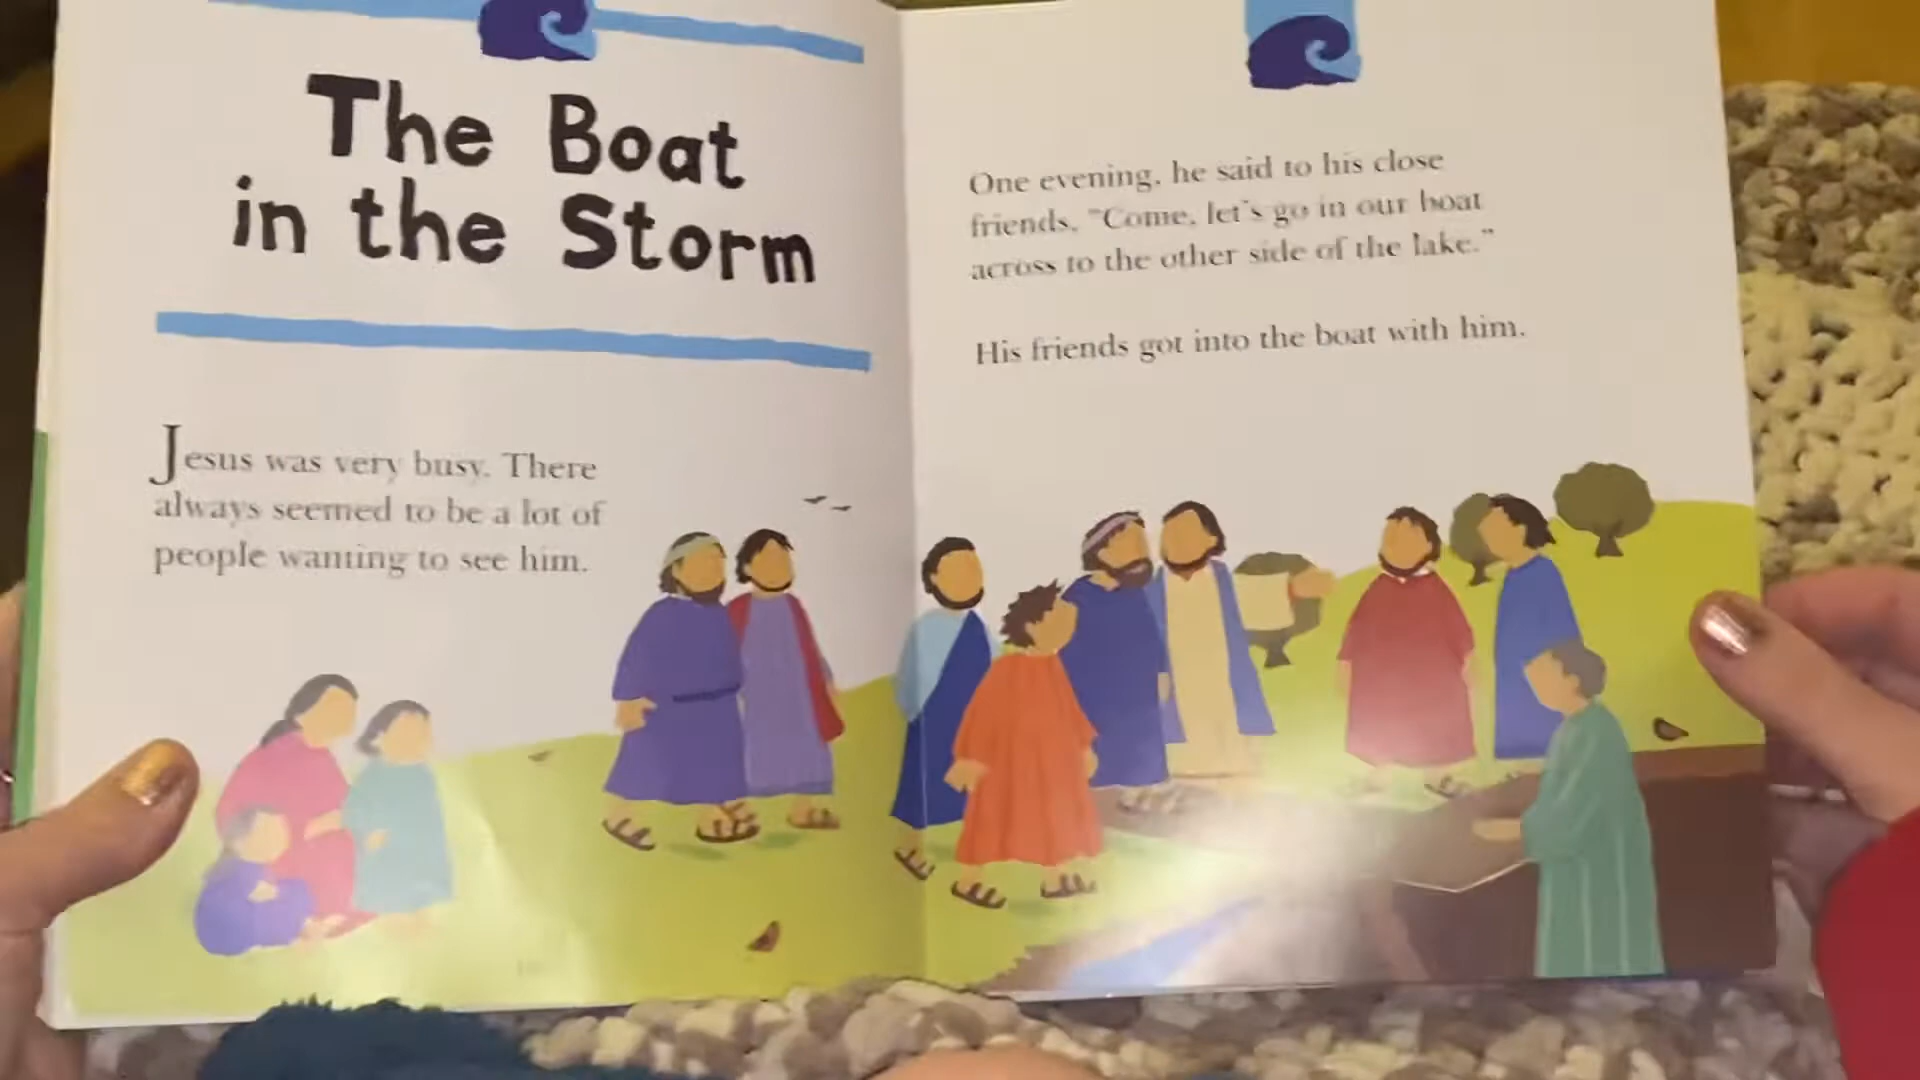 The Boat
in the Storm
Jesus was very busy. There
always seemed to be a lot of
people wanting to see him.
One evening, he said to his close
friends, "Come, let's go in our boat
across to the other side of the lake."
His friends got into the boat with him.